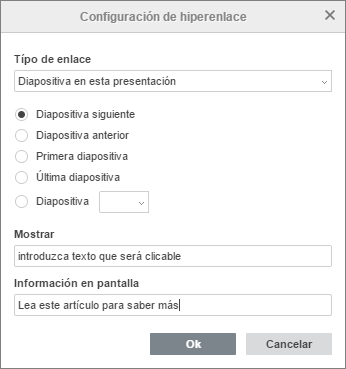 Configuración de hiperenlace
Típo de enlace
Diapositiva en esta presentación
Diapositiva siguiente
Diapositiva anterior
Primera diapositiva
Última diapositiva
Diapositiva
Mostrar
introduzca texto que será clicable
Información en pantalla
Lea este artículo para saber más
Ok
Cancelar